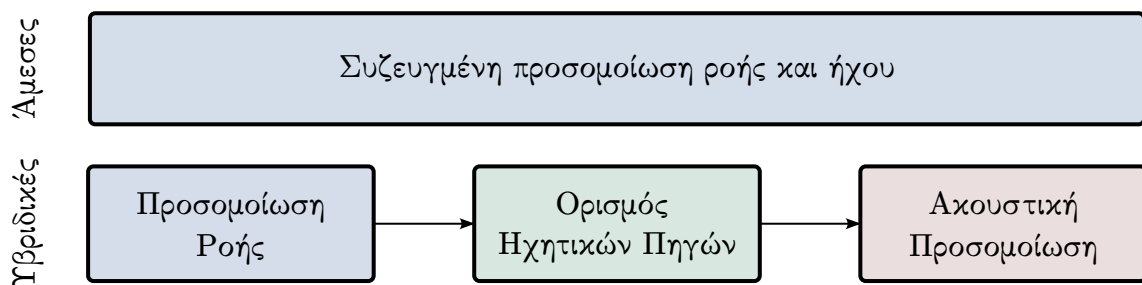 Άμεσες
Συζευγμένη προσομοίωση ροής και ήχου
Υβριδικές
Προσομοίωση
Ροής
Ορισμός
Ηχητικών Πηγών
Ακουστική
Προσομοίωση